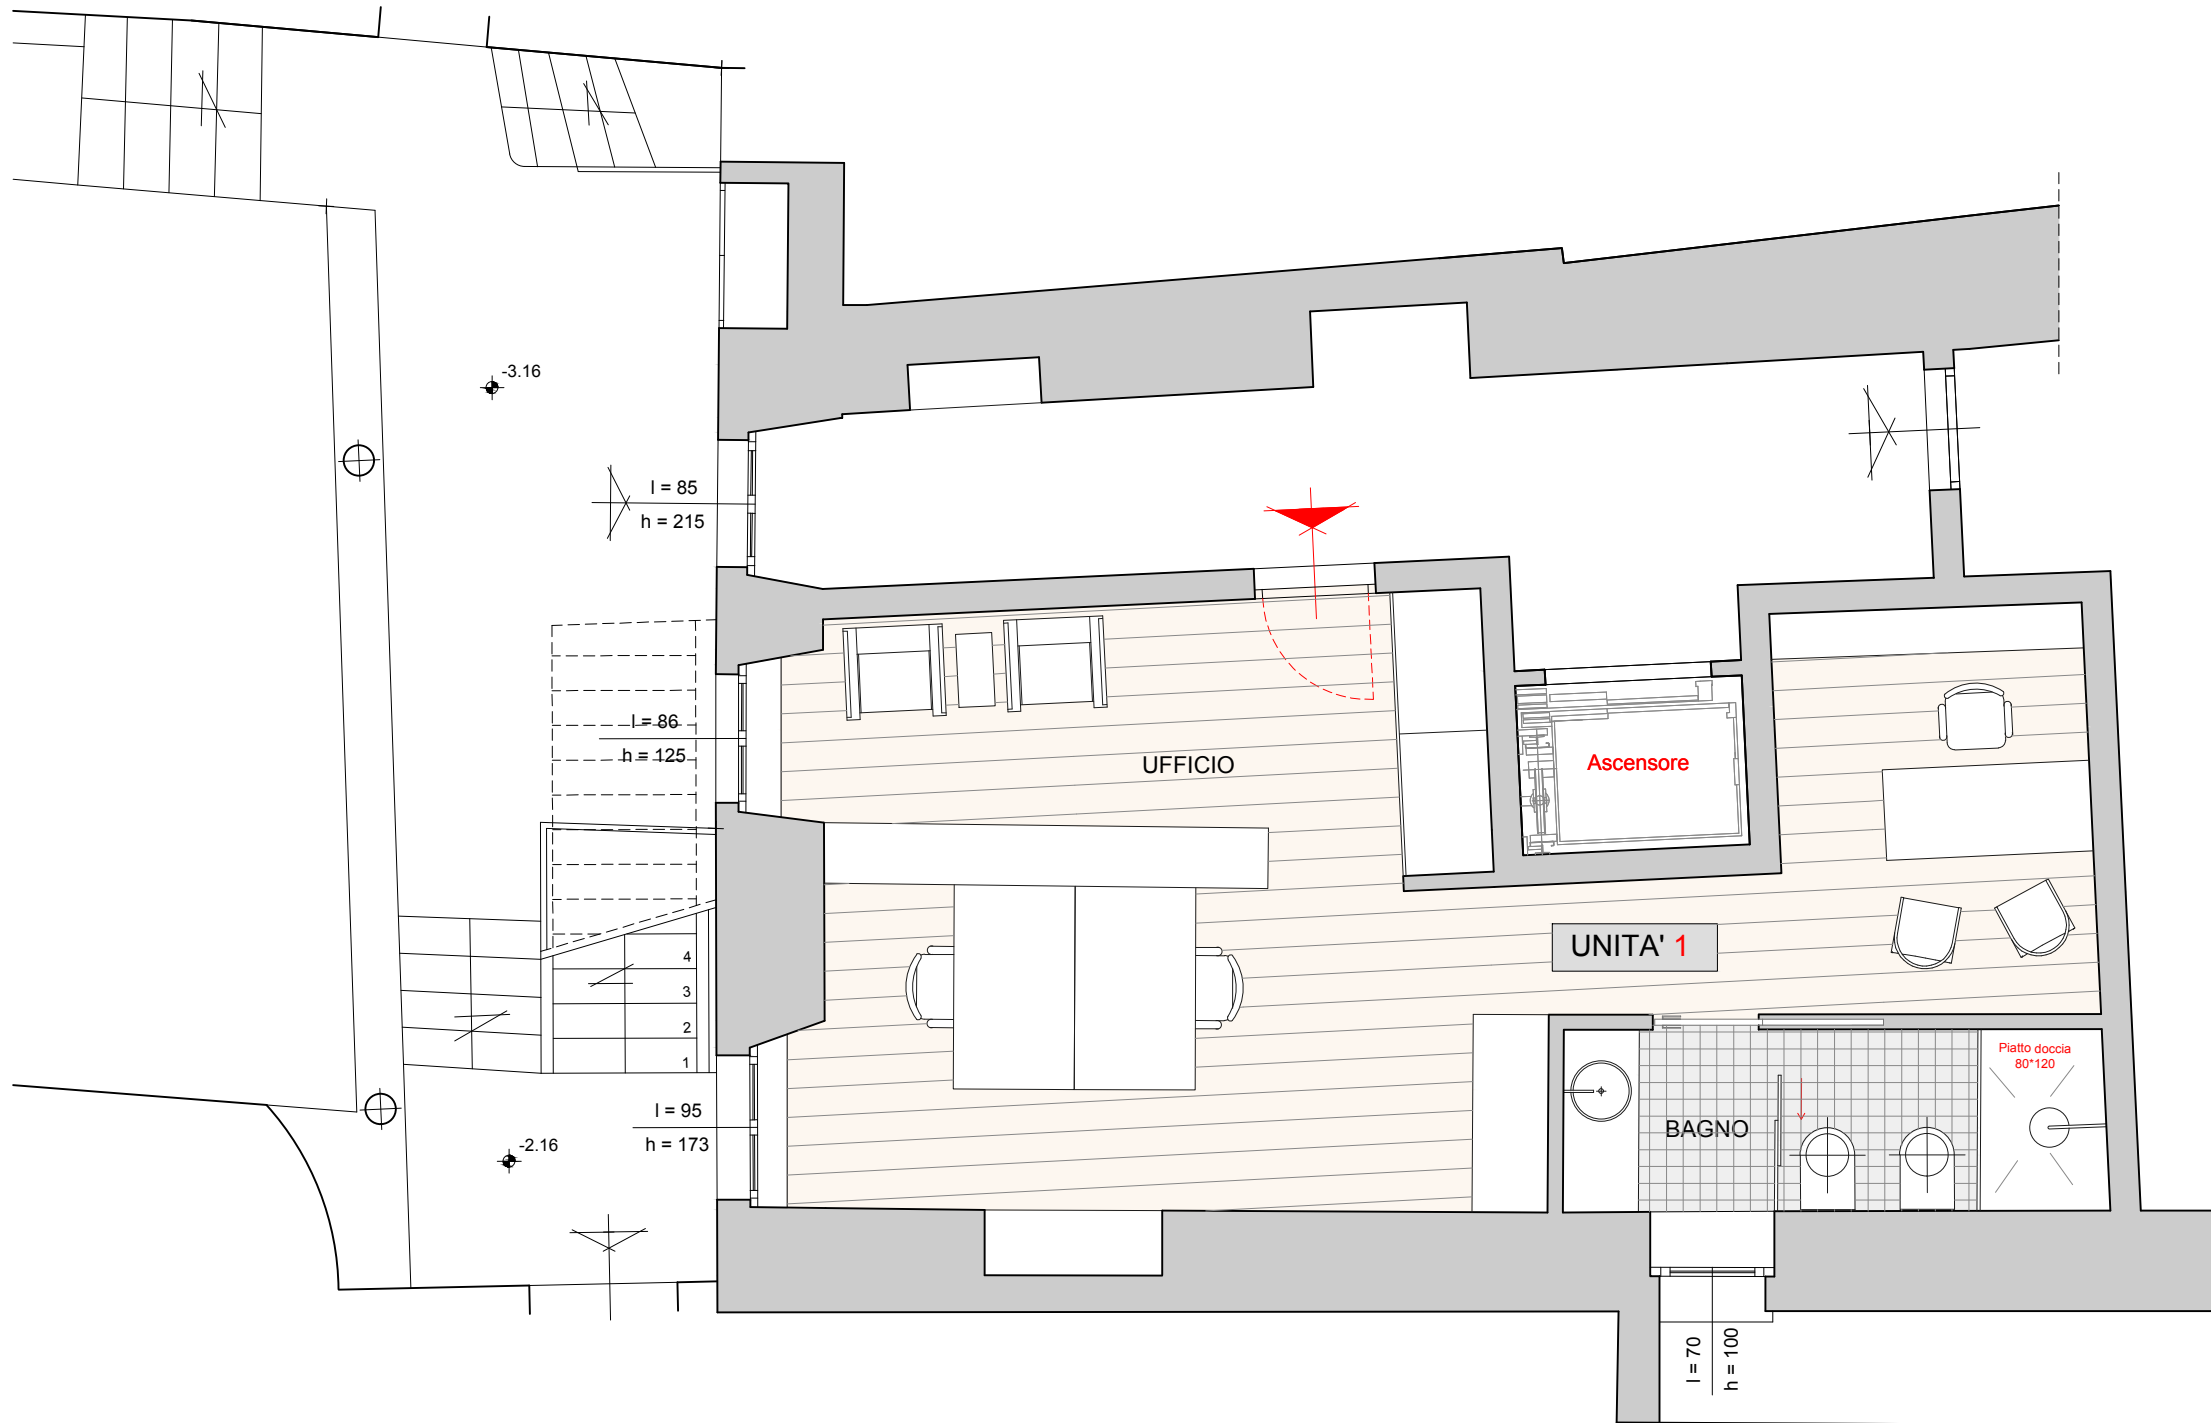 -3.16
l = 85
h = 215
l = 86
h = 125
UFFICIO
Ascensore
UNITA' 1
4
3
2
1
Piatto doccia
80*120
l = 95
h = 173
BAGNO
-2.16
l = 70
h = 100